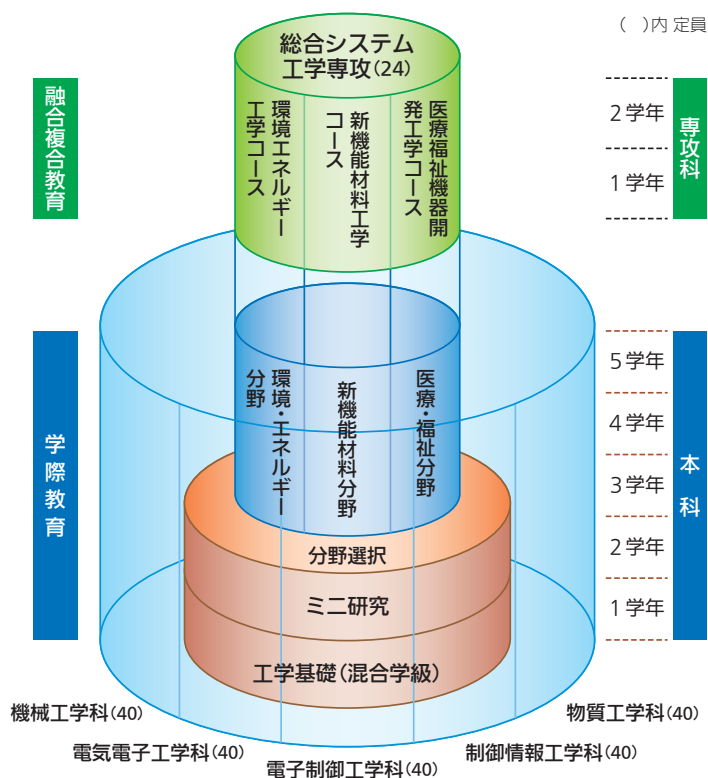 （　）内 定員
総合システム
工学専攻(24)
環境エネルギー
工学コース
新機能材料工学
コース
医療福祉機器開
発工学コース
融合複合教育
2学年
1学年
専攻科
環境・エネルギー
分野
新機能材料分野
医療・福祉分野
学際教育
5学年
4学年
3学年
2学年
1学年
本科
分野選択
ミニ研究
工学基礎(混合学級)
機械工学科(40)
電気電子工学科(40)
電子制御工学科(40)
制御情報工学科(40)
物質工学科(40)